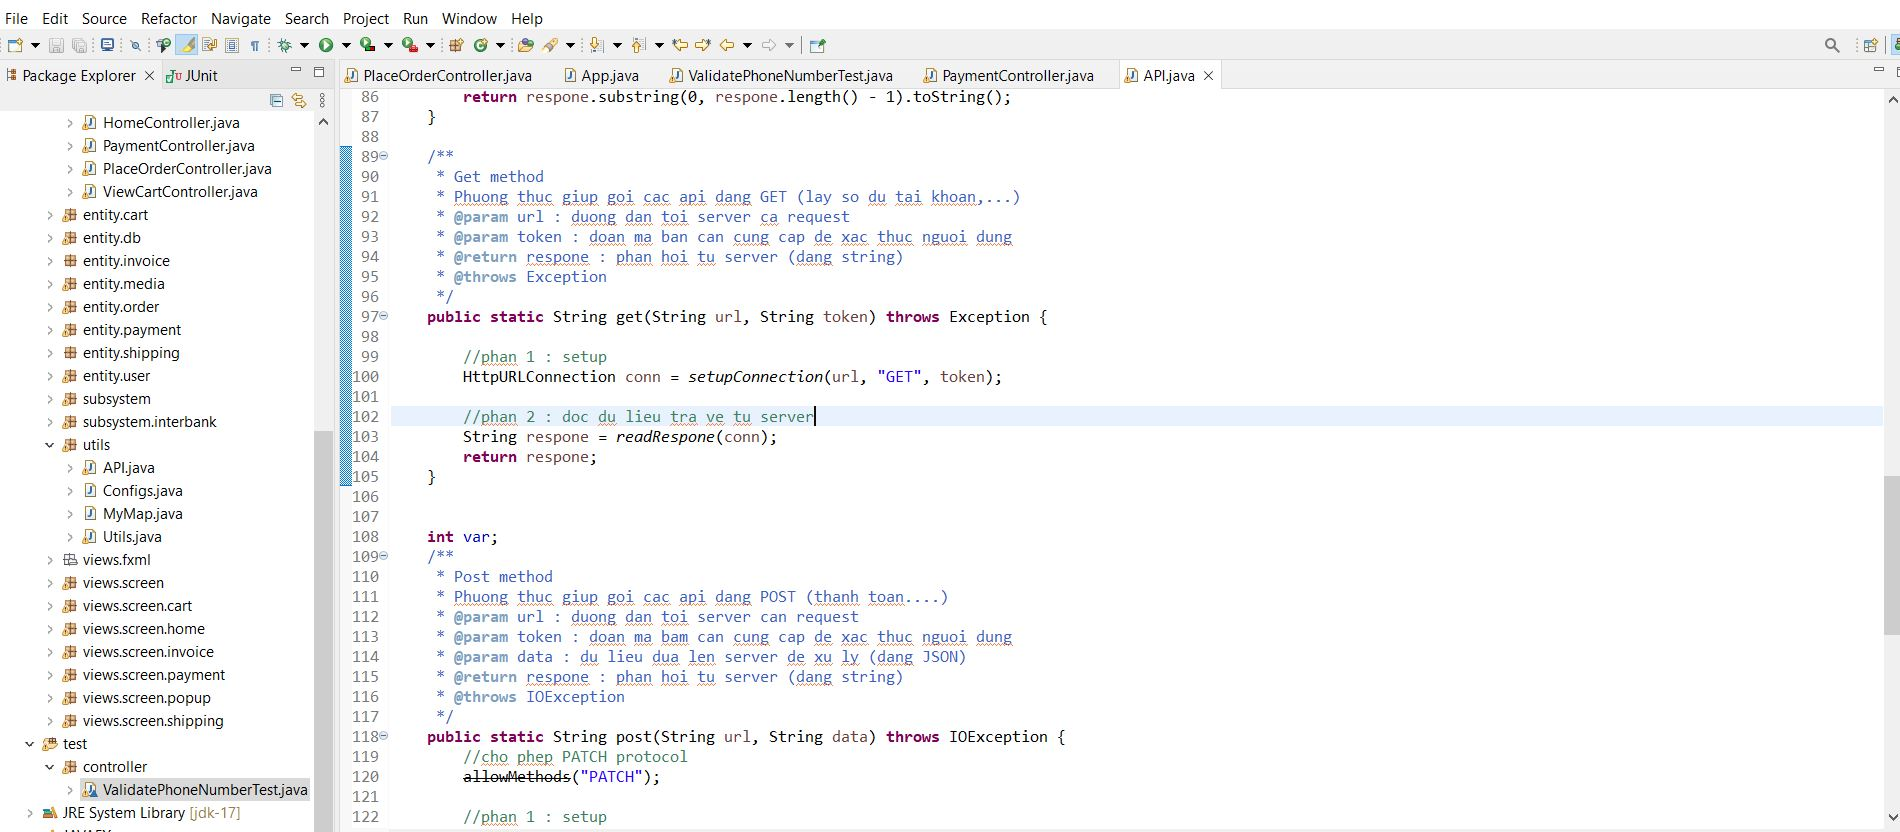 File Edit Source Refactor Navigate Search Project Run Window Help
Package Explorer
JUnit
HomeController.java
PaymentController.java
PlaceOrderController.java
ViewCartController.java
entity.cart
entity.db
entity.invoice
entity.media
entity.order
entity.payment
entity.shipping
entity.user
subsystem
subsystem.interbank
utils
API.java
Configs.java
MyMap.java
Utils.java
views.fxml
views.screen
views.screen.cart
views.screen.home
views.screen.invoice
views.screen.payment
views.screen.popup
views.screen.shipping
test
controller
ValidatePhoneNumberTest.java
JRE System Library [jdk-17]
PlaceOrderController.java App.java ValidatePhoneNumberTest.java PaymentController.java API.java
86 return respone.substring(0, respone.length() - 1).toString();
87 }
88
89 /**
90 * Get method
91 * Phuong thuc giup goi cac api dang GET (lay so du tai khoan,...)
92 * @param url : duong dan toi server ca request
93 * @param token : doan ma ban can cung cap de xac thuc nguoi dung
94 * @return respone : phan hoi tu server (dang string)
95 * @throws Exception
96 */
97 public static String get(String url, String token) throws Exception {
98
99 //phan 1 : setup
100 HttpURLConnection conn = setupConnection(url, "GET", token);
101
102 //phan 2 : doc du lieu tra ve tu server
103 String respone = readRespone(conn);
104 return respone;
105 }
106
107
108 int var;
109 /**
110 * Post method
111 * Phuong thuc giup goi cac api dang POST (thanh toan....)
112 * @param url : duong dan toi server can request
113 * @param token : doan ma bam can cung cap de xac thuc nguoi dung
114 * @param data : du lieu dua len server de xu ly (dang JSON)
115 * @return respone : phan hoi tu server (dang string)
116 * @throws IOException
117 */
118 public static String post(String url, String data) throws IOException {
119 //cho phep PATCH protocol
120 allowMethods("PATCH");
121
122 //phan 1 : setup